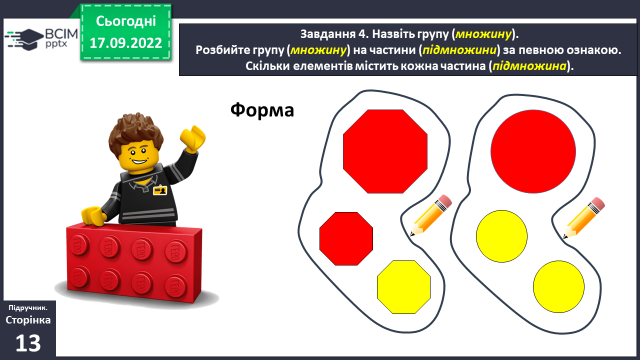 ВСІМ
pptx
Сьогодні
17.09.2022
Завдання 4. Назвіть групу (множину).
Розбийте групу (множину) на частини (підмножини) за певною ознакою.
Скільки елементів містить кожна частина (підмножина).
Форма
Підручник.
Сторінка
13